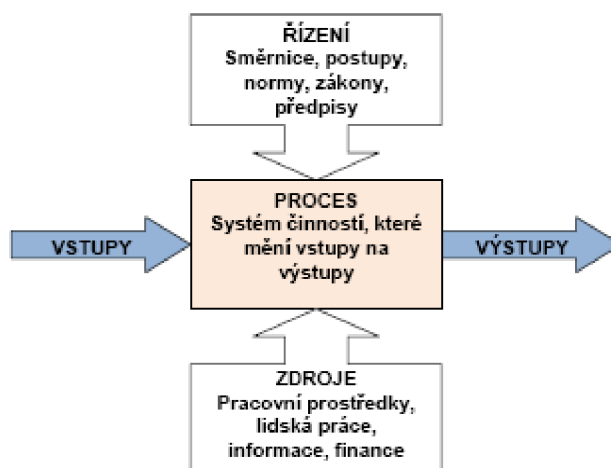 ŘÍZENÍ
Směrnice, postupy,
normy, zákony,
předpisy
VSTUPY
PROCES
Systém činností, které
mění vstupy na
výstupy
VÝSTUPY
ZDROJE
Pracovní prostředky,
lidská práce,
informace, finance